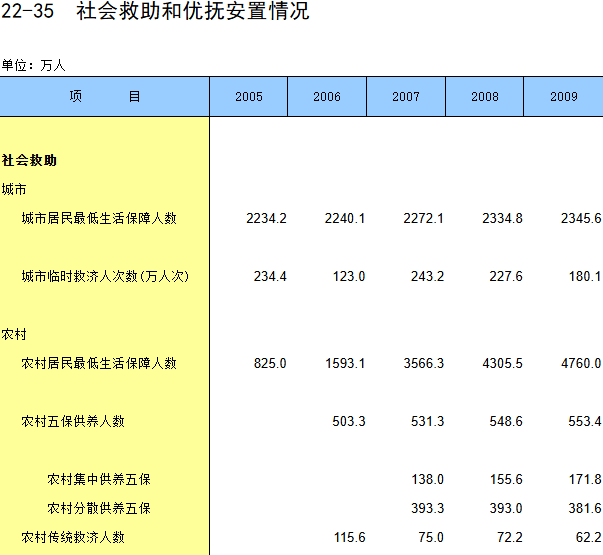 22-35 社会救助和优抚安置情况
单位：万人
项 目 2005 2006 2007 2008 2009
社会救助
城市
城市居民最低生活保障人数 2234.2 2240.1 2272.1 2334.8 2345.6
城市临时救济人次数(万人次) 234.4 123.0 243.2 227.6 180.1
农村
农村居民最低生活保障人数 825.0 1593.1 3566.3 4305.5 4760.0
农村五保供养人数 503.3 531.3 548.6 553.4
农村集中供养五保 138.0 155.6 171.8
农村分散供养五保 393.3 393.0 381.6
农村传统救济人数 115.6 75.0 72.2 62.2